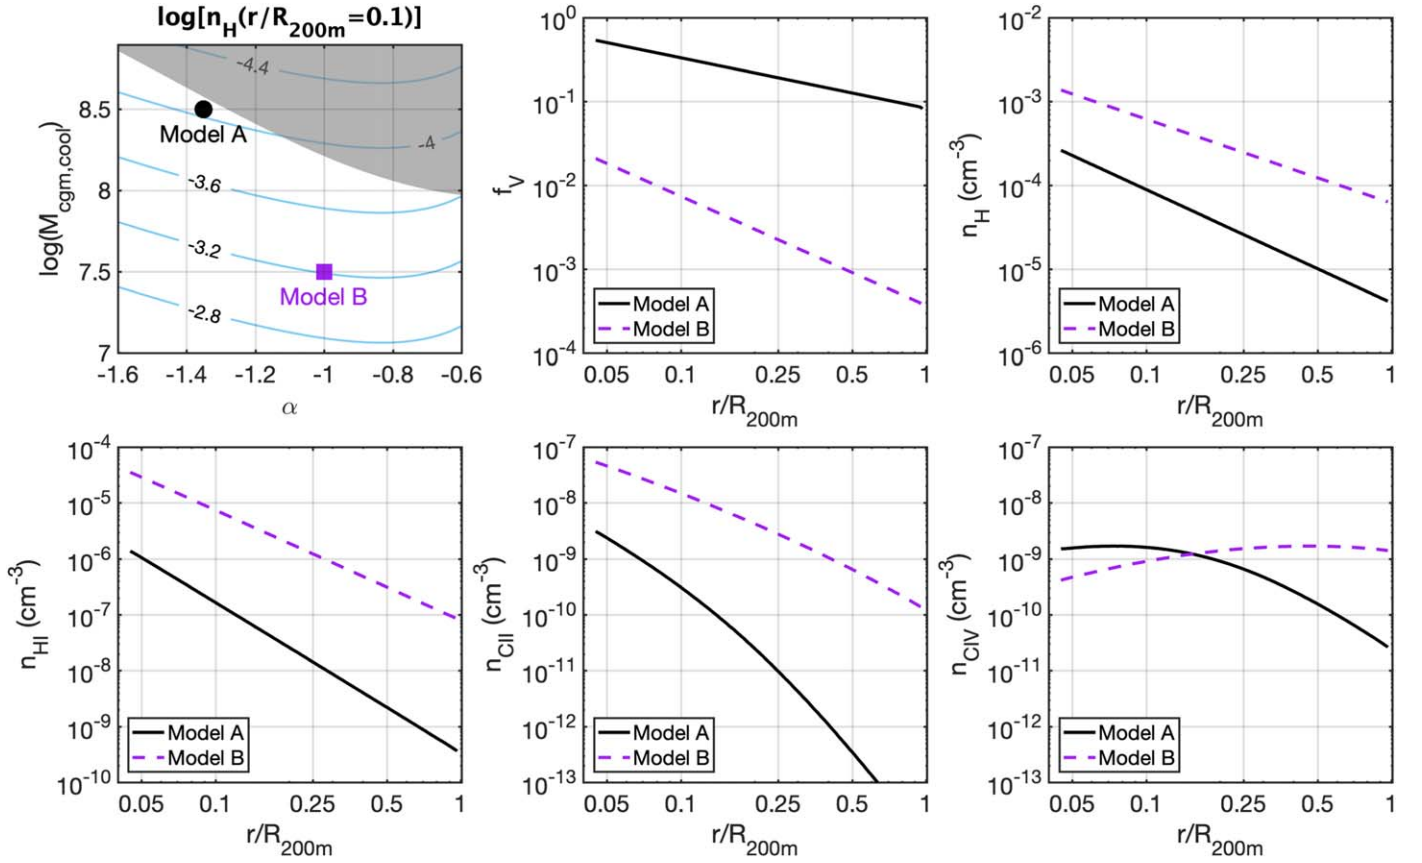 log[n_H(r/R_200m=0.1)]
log(M_cgm,cool)
8.5
8
7.5
7
-4.4
-4
-3.6
-3.2
-2.8
Model A
Model B
-1.6 -1.4 -1.2 -1 -0.8 -0.6
α
f_V
10^0
10^-1
10^-2
10^-3
10^-4
Model A
Model B
0.05 0.1 0.25 0.5 1
r/R_200m
n_H (cm^-3)
10^-2
10^-3
10^-4
10^-5
10^-6
Model A
Model B
0.05 0.1 0.25 0.5 1
r/R_200m
n_HI (cm^-3)
10^-4
10^-5
10^-6
10^-7
10^-8
10^-9
10^-10
Model A
Model B
0.05 0.1 0.25 0.5 1
r/R_200m
n_CII (cm^-3)
10^-7
10^-8
10^-9
10^-10
10^-11
10^-12
10^-13
Model A
Model B
0.05 0.1 0.25 0.5 1
r/R_200m
n_CIV (cm^-3)
10^-7
10^-8
10^-9
10^-10
10^-11
10^-12
10^-13
Model A
Model B
0.05 0.1 0.25 0.5 1
r/R_200m